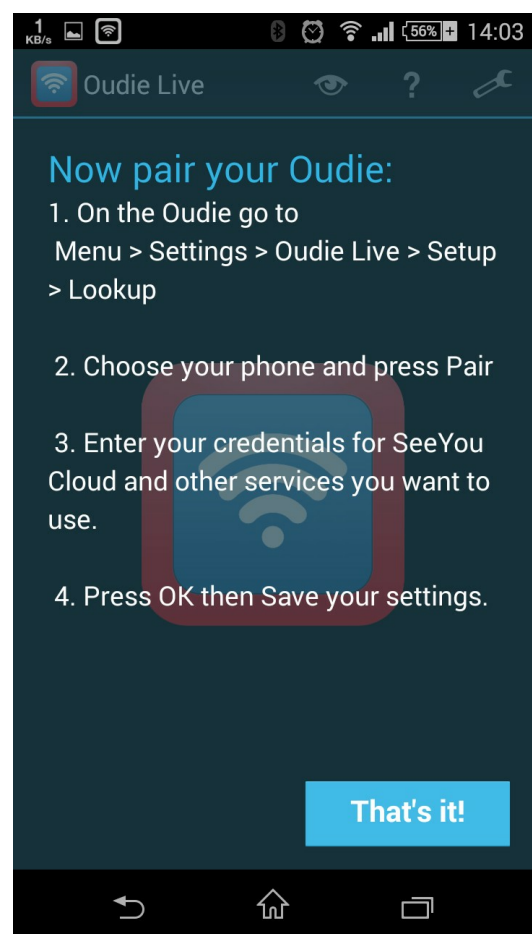 1
KB/s
56%
14:03
Oudie Live
?
Now pair your Oudie:
1. On the Oudie go to
Menu > Settings > Oudie Live > Setup
> Lookup
2. Choose your phone and press Pair
3. Enter your credentials for SeeYou
Cloud and other services you want to
use.
4. Press OK then Save your settings.
That's it!